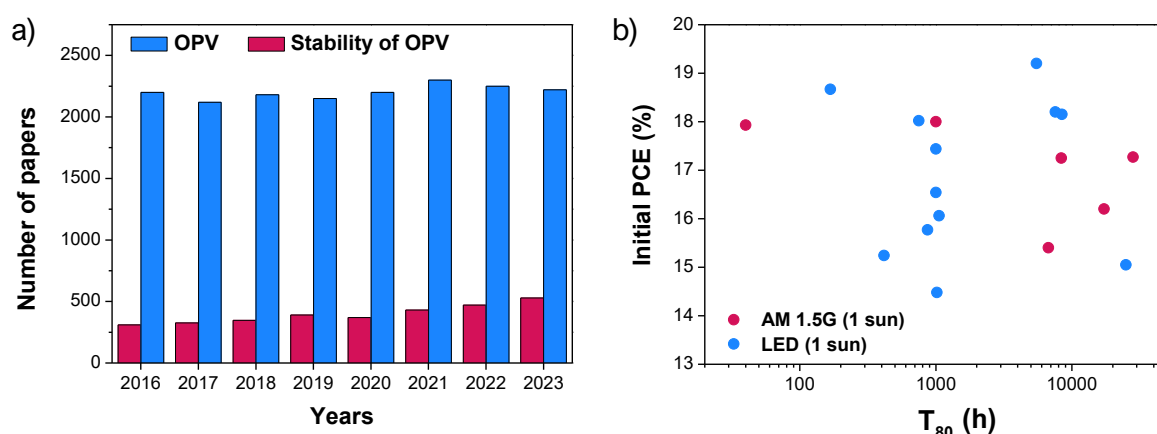 a)
OPV
Stability of OPV
Number of papers
2500
2000
1500
1000
500
0
2016 2017 2018 2019 2020 2021 2022 2023
Years
b)
Initial PCE (%)
20
19
18
17
16
15
14
13
AM 1.5G (1 sun)
LED (1 sun)
100 1000 10000
T80 (h)